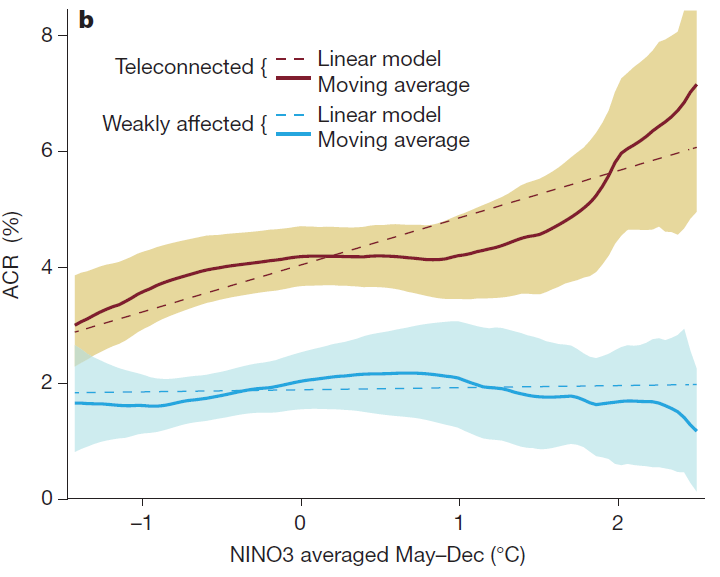 b
8
6
4
2
0
ACR (%)
Teleconnected { Linear model
Moving average
Weakly affected { Linear model
Moving average
−1 0 1 2
NINO3 averaged May–Dec (°C)